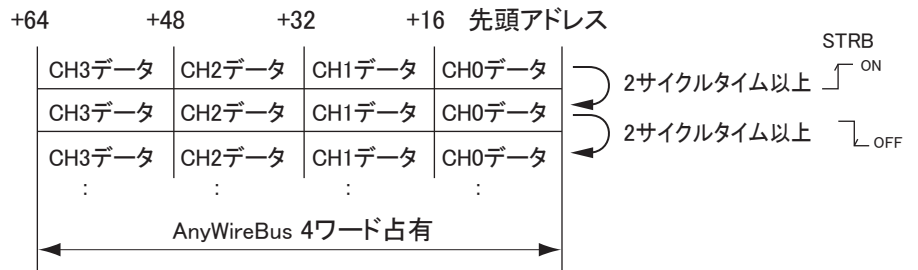 +64 +48 +32 +16 先頭アドレス
STRB
CH3データ CH2データ CH1データ CH0データ 2サイクルタイム以上 ON
CH3データ CH2データ CH1データ CH0データ 2サイクルタイム以上 OFF
CH3データ CH2データ CH1データ CH0データ
: : : :
AnyWireBus 4ワード占有